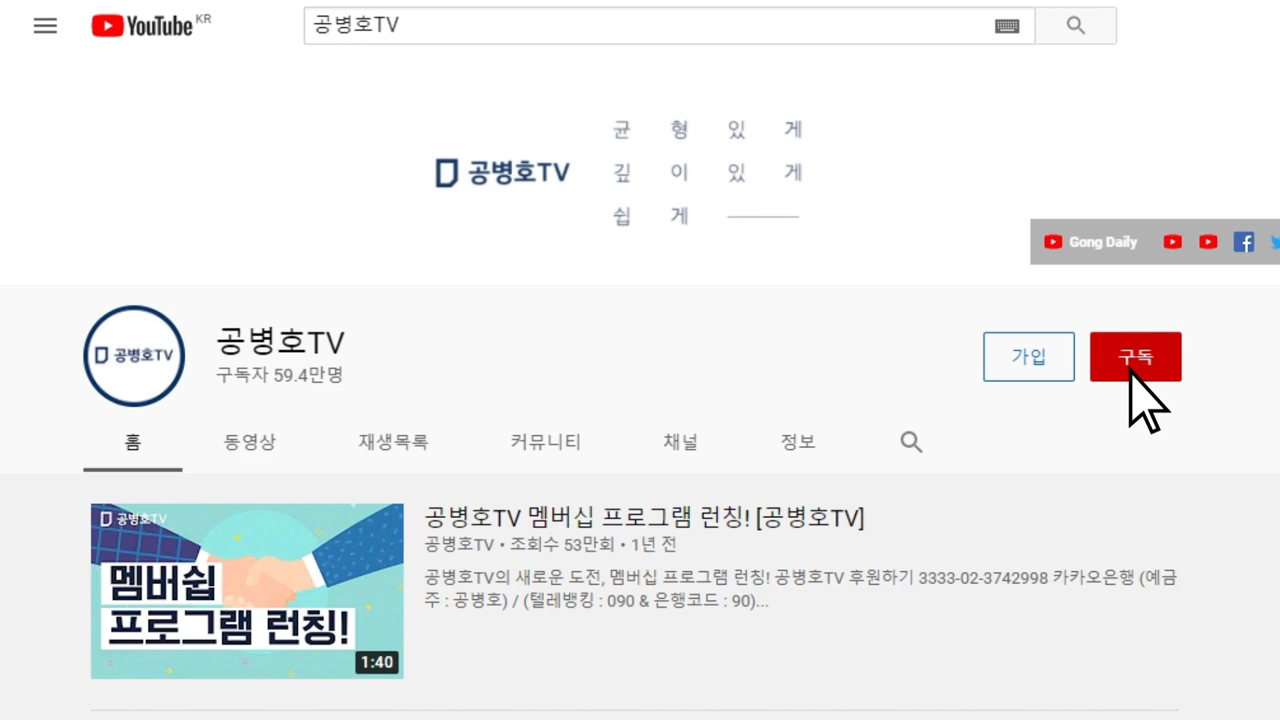 YouTube KR
공병호TV
균 형 있 게
공병호TV
깊 이 있 게
쉽 게
Gong Daily
공병호TV
공병호TV
구독자 59.4만명
가입
구독
홈
동영상
재생목록
커뮤니티
채널
정보
공병호TV
멤버쉽
프로그램 런칭!
1:40
공병호TV 멤버십 프로그램 런칭! [공병호TV]
공병호TV • 조회수 53만회 • 1년 전
공병호TV의 새로운 도전, 멤버십 프로그램 런칭! 공병호TV 후원하기 3333-02-3742998 카카오은행 (예금
주 : 공병호) / (텔레뱅킹 : 090 & 은행코드 : 90)...